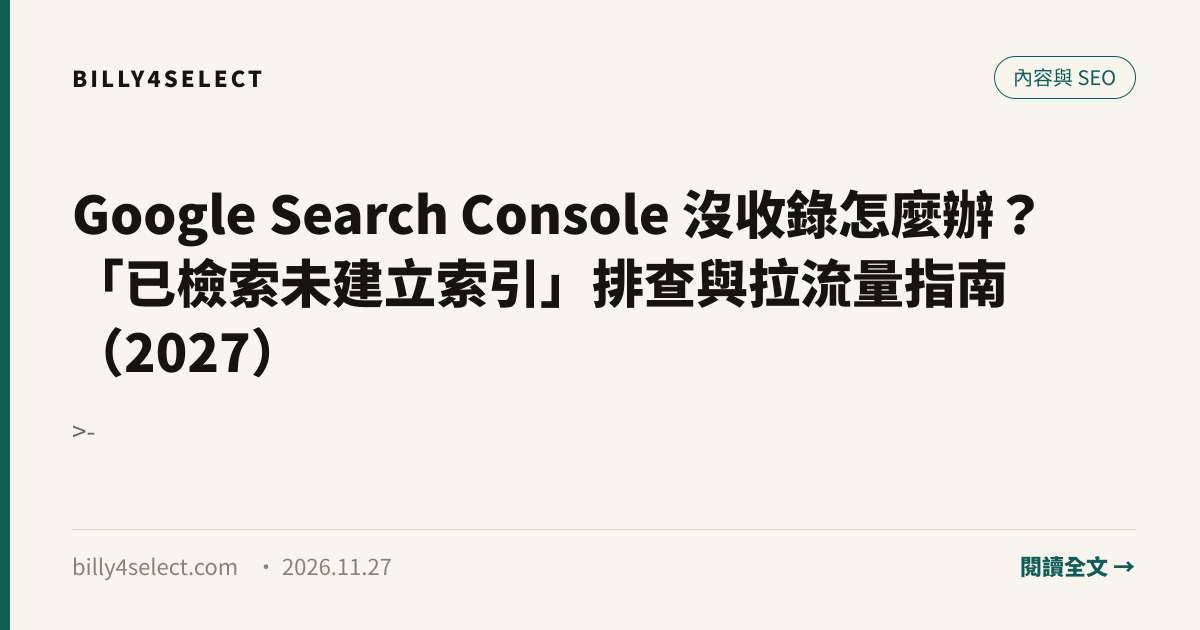 BILLY4SELECT
內容與 SEO
Google Search Console 沒收錄怎麼辦？
「已檢索未建立索引」排查與拉流量指南
（2027）
>-
billy4select.com ・ 2026.11.27
閱讀全文 →